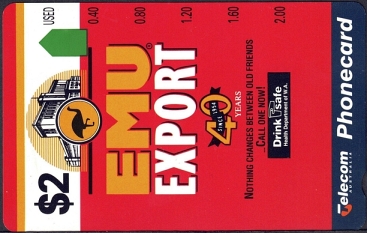 USED
0.40
0.80
1.20
1.60
2.00
$2
EMU®
EXPORT
40
SINCE 1954
YEARS
NOTHING CHANGES BETWEEN OLD FRIENDS
...CALL ONE NOW!
Drink safe
Health Department of W.A.
Telecom Phonecard
AUSTRALIA